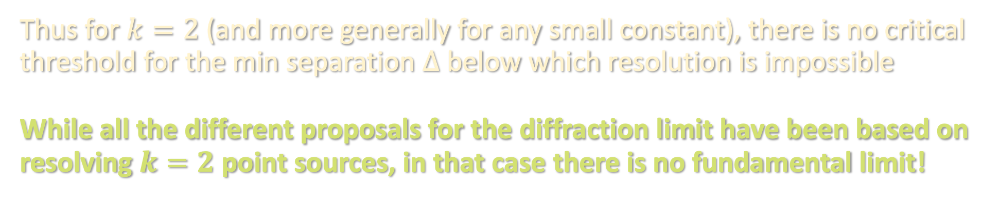 Thus for k = 2 (and more generally for any small constant), there is no critical
threshold for the min separation Δ below which resolution is impossible
While all the different proposals for the diffraction limit have been based on
resolving k = 2 point sources, in that case there is no fundamental limit!